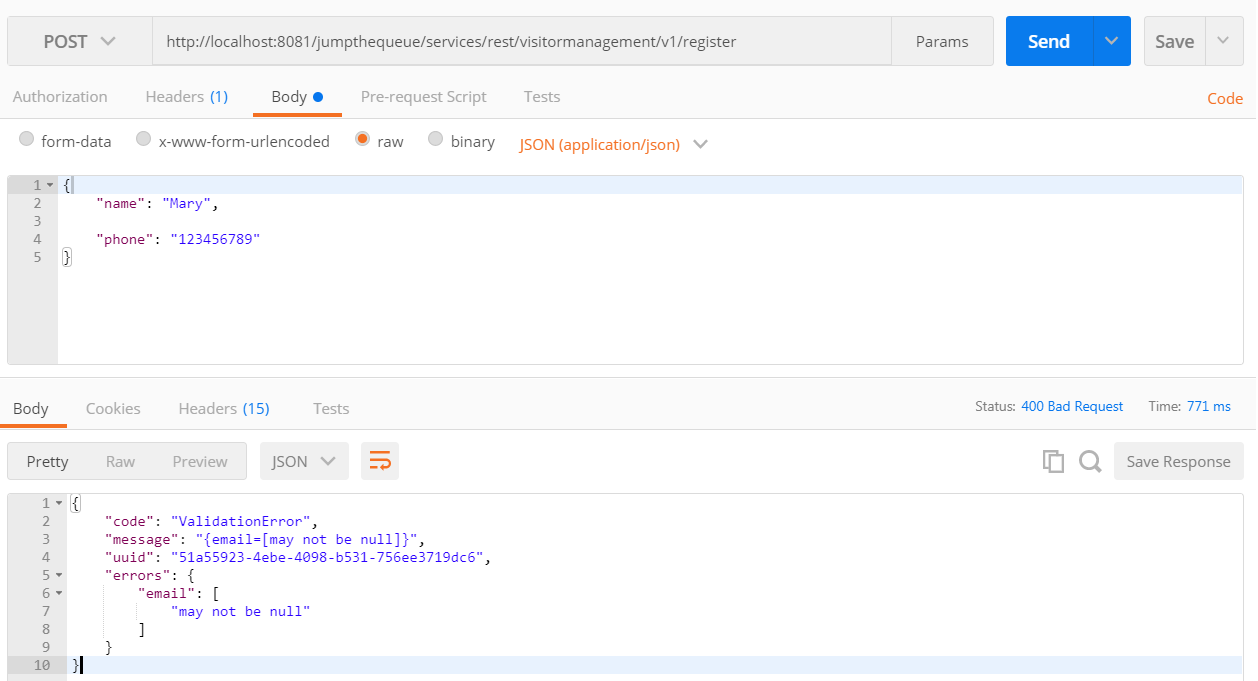 POST http://localhost:8081/jumpthequeue/services/rest/visitormanagement/v1/register Params Send Save
Authorization Headers (1) Body Pre-request Script Tests Code
form-data x-www-form-urlencoded raw binary JSON (application/json)
1 {
2 "name": "Mary",
3
4 "phone": "123456789"
5 }
Body Cookies Headers (15) Tests Status: 400 Bad Request Time: 771 ms
Pretty Raw Preview JSON Save Response
1 {
2 "code": "ValidationError",
3 "message": "{email=[may not be null]}",
4 "uuid": "51a55923-4ebe-4098-b531-756ee3719dc6",
5 "errors": {
6 "email": [
7 "may not be null"
8 ]
9 }
10 }